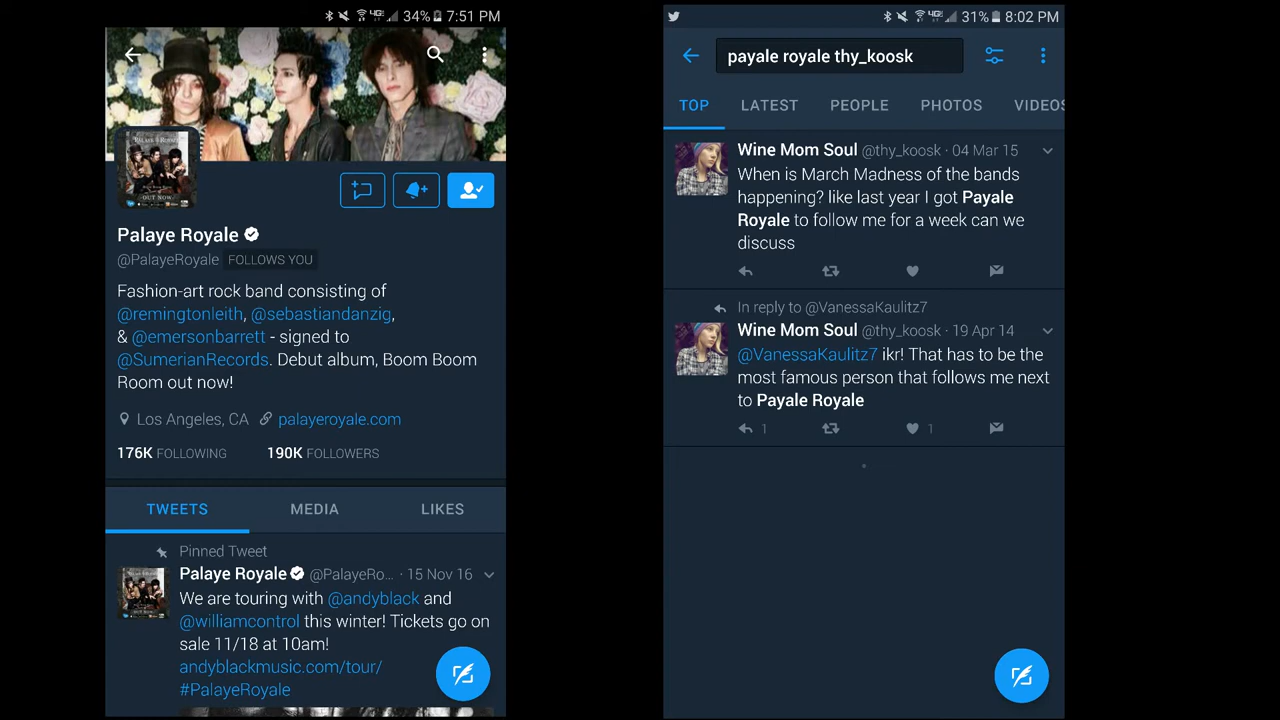 34% 7:51 PM
Palaye Royale
@PalayeRoyale FOLLOWS YOU
Fashion-art rock band consisting of
@remingtonleith, @sebastiandanzig,
& @emersonbarrett - signed to
@SumerianRecords. Debut album, Boom Boom
Room out now!
Los Angeles, CA palayeroyale.com
176K FOLLOWING 190K FOLLOWERS
TWEETS MEDIA LIKES
Pinned Tweet
Palaye Royale @PalayeRo... · 15 Nov 16
We are touring with @andyblack and
@williamcontrol this winter! Tickets go on
sale 11/18 at 10am!
andyblackmusic.com/tour/
#PalayeRoyale
31% 8:02 PM
payale royale thy_koosk
TOP LATEST PEOPLE PHOTOS VIDEOS
Wine Mom Soul @thy_koosk · 04 Mar 15
When is March Madness of the bands
happening? like last year I got Payale
Royale to follow me for a week can we
discuss
In reply to @VanessaKaulitz7
Wine Mom Soul @thy_koosk · 19 Apr 14
@VanessaKaulitz7 ikr! That has to be the
most famous person that follows me next
to Payale Royale
1 1